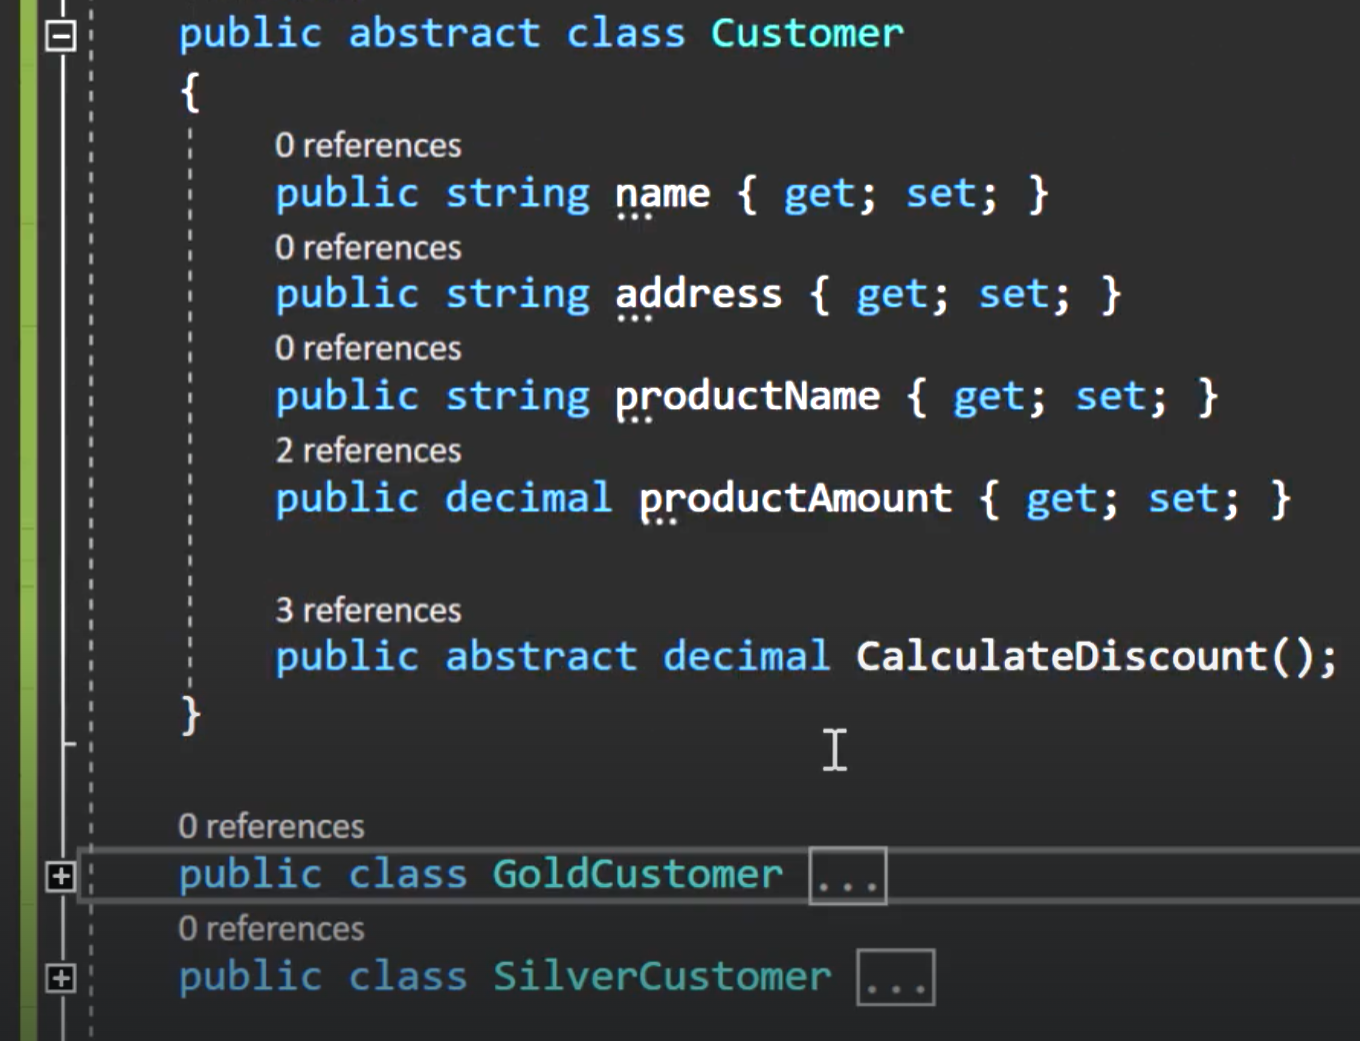 public abstract class Customer
{
0 references
public string name { get; set; }
0 references
public string address { get; set; }
0 references
public string productName { get; set; }
2 references
public decimal productAmount { get; set; }
3 references
public abstract decimal CalculateDiscount();
}
0 references
public class GoldCustomer ...
0 references
public class SilverCustomer ...